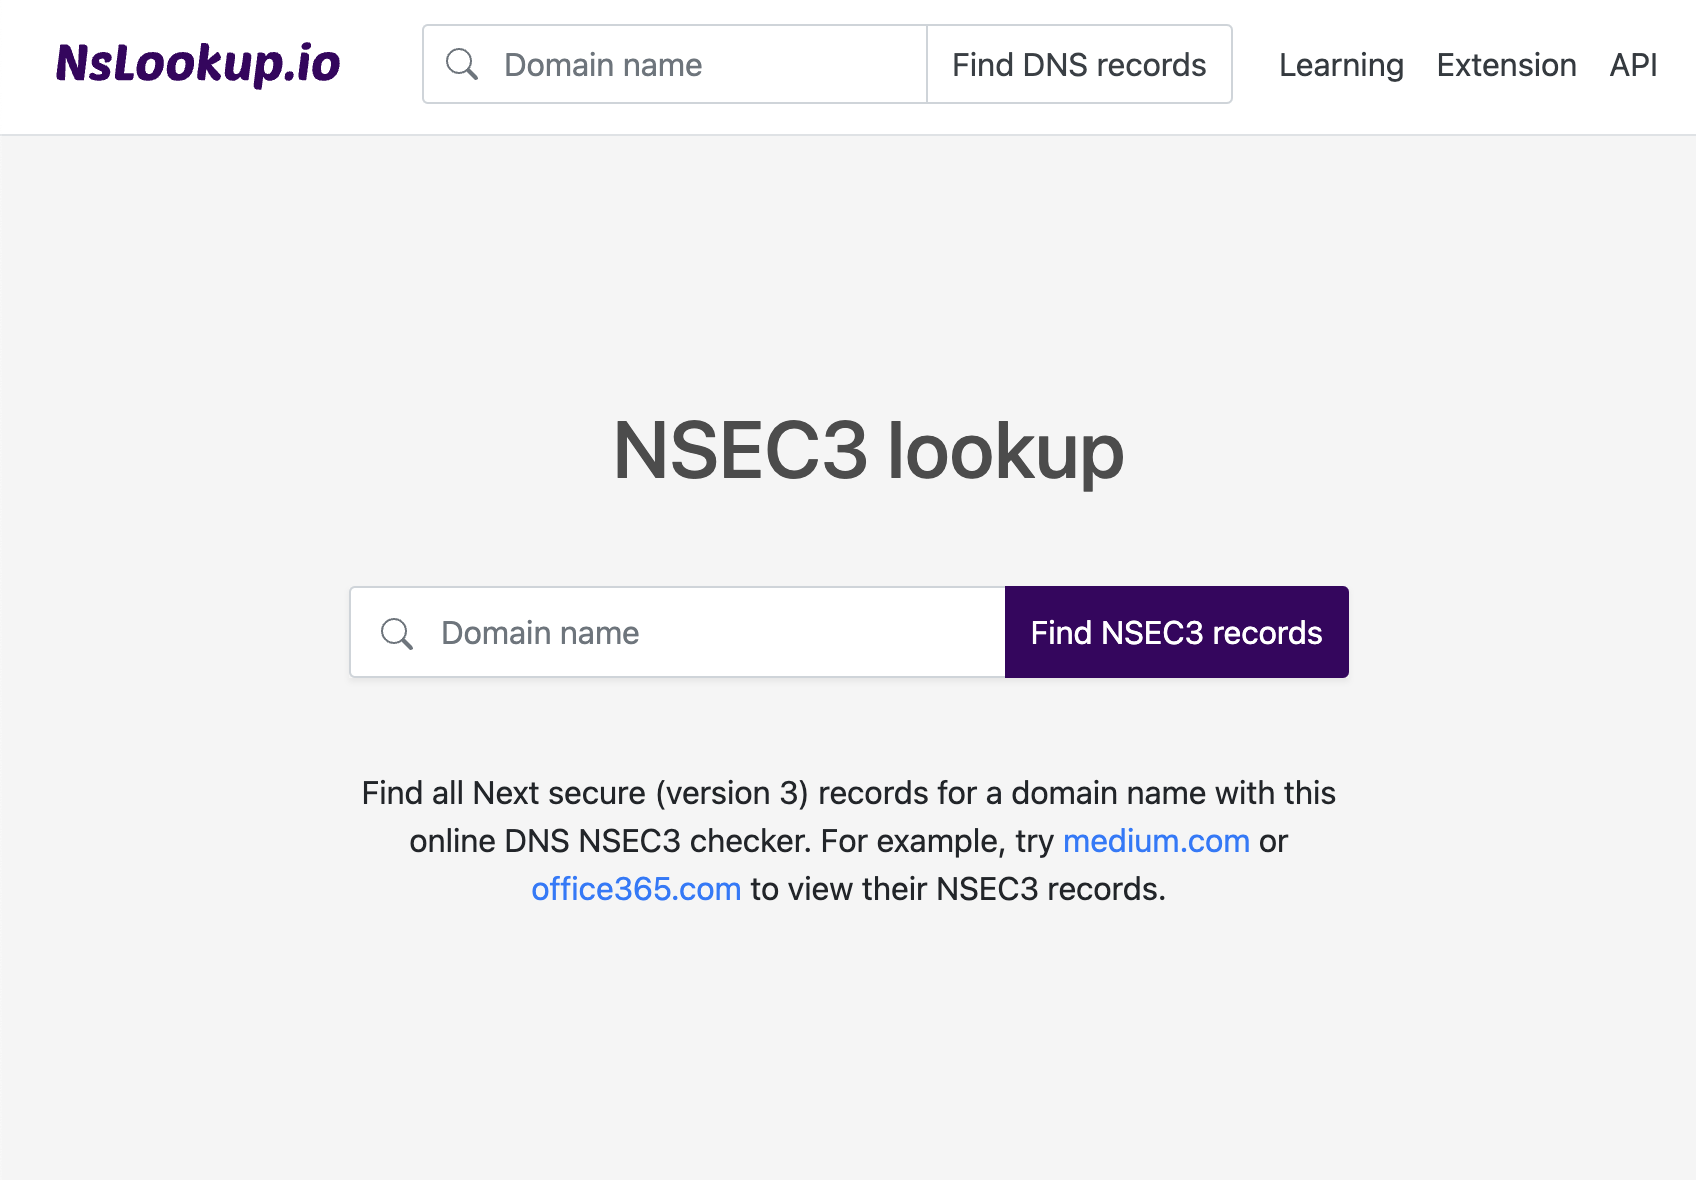 NsLookup.io
Domain name
Find DNS records
Learning
Extension
API
NSEC3 lookup
Domain name
Find NSEC3 records
Find all Next secure (version 3) records for a domain name with this
online DNS NSEC3 checker. For example, try medium.com or
office365.com to view their NSEC3 records.